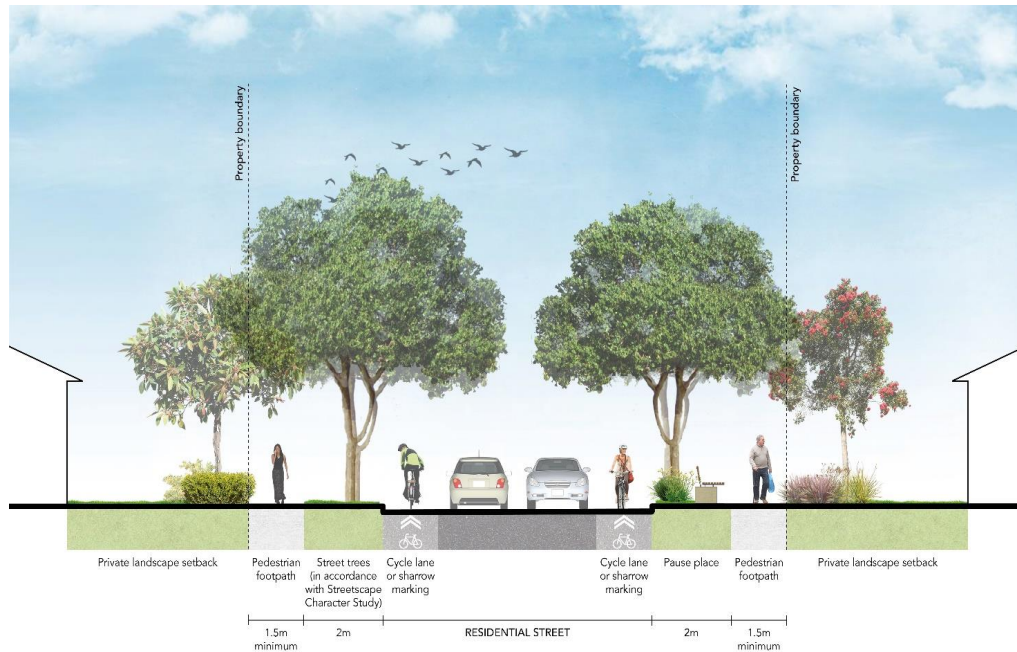 Property boundary
Property boundary
Private landscape setback
Pedestrian
footpath
Street trees
(in accordance
with Streetscape
Character Study)
Cycle lane
or sharrow
marking
Cycle lane
or sharrow
marking
Pause place
Pedestrian
footpath
Private landscape setback
1.5m
minimum
2m
RESIDENTIAL STREET
2m
1.5m
minimum